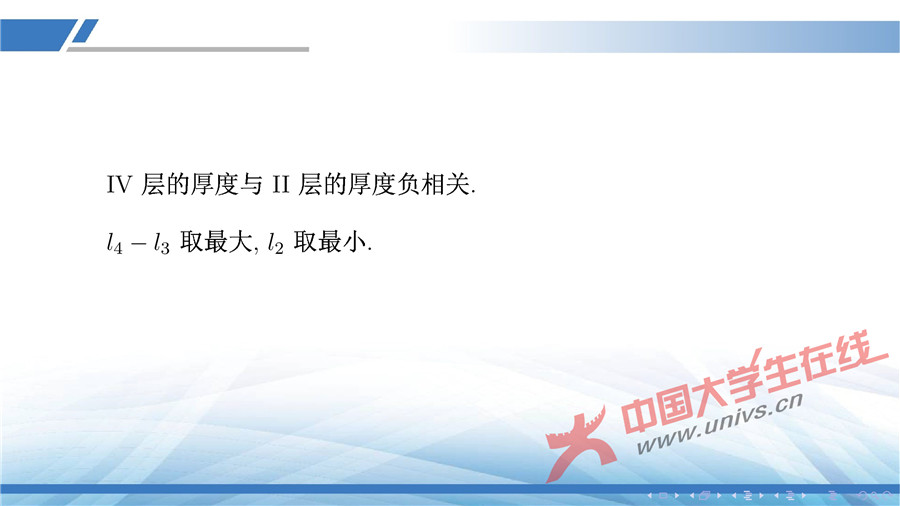 IV 层的厚度与 II 层的厚度负相关.
l₄ − l₃ 取最大, l₂ 取最小.
中国大学生在线
www.univs.cn